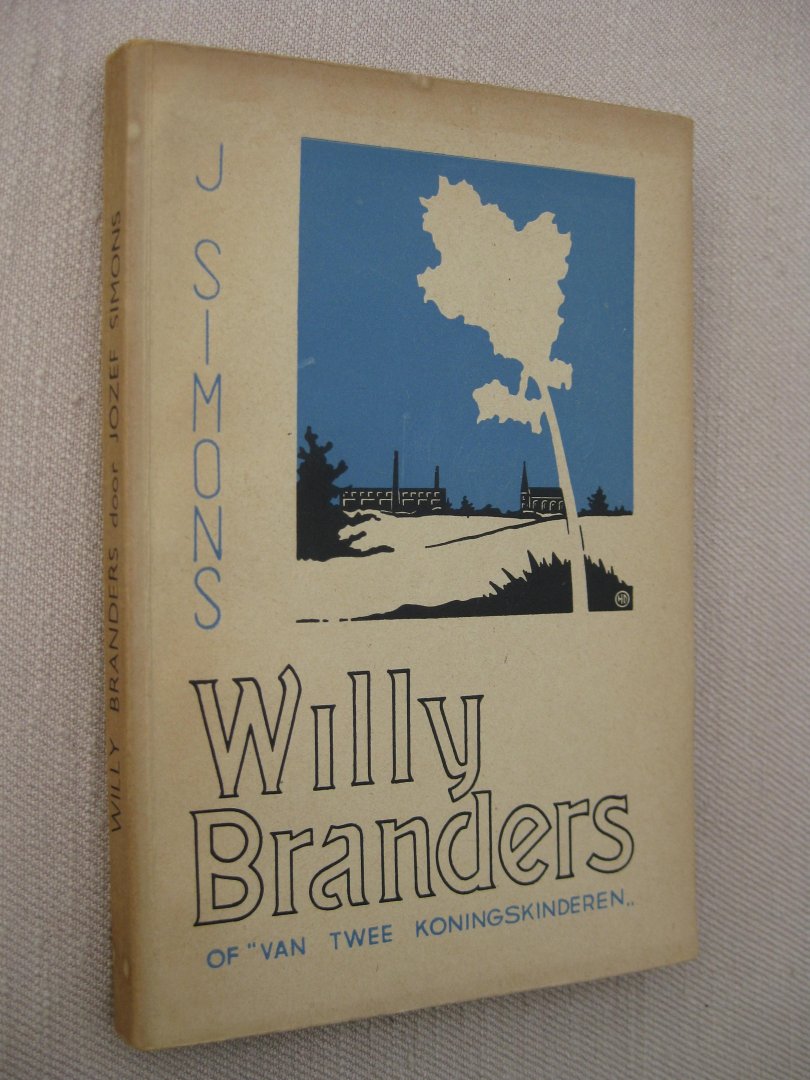 J SIMONS
Willy
Branders
OF "VAN TWEE KONINGSKINDEREN..
WILLY BRANDERS door JOZEF SIMONS